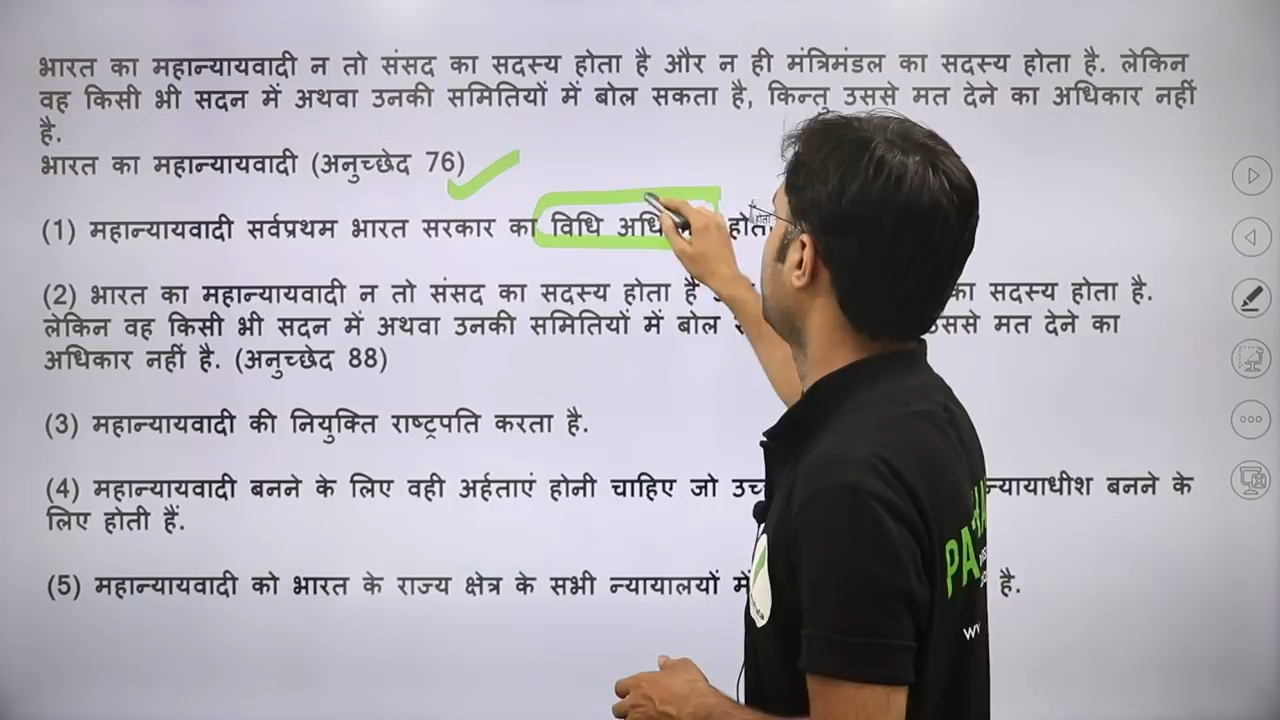 भारत का महान्यायवादी न तो संसद का सदस्य होता है और न ही मंत्रिमंडल का सदस्य होता है. लेकिन
वह किसी भी सदन में अथवा उनकी समितियों में बोल सकता है, किन्तु उससे मत देने का अधिकार नहीं
है.
भारत का महान्यायवादी (अनुच्छेद 76)
(1) महान्यायवादी सर्वप्रथम भारत सरकार का विधि
(2) भारत का महान्यायवादी न तो संसद का सदस्य होता है का सदस्य होता है.
लेकिन वह किसी भी सदन में अथवा उनकी समितियों में बोल उससे मत देने का
अधिकार नहीं है. (अनुच्छेद 88)
(3) महान्यायवादी की नियुक्ति राष्ट्रपति करता है.
(4) महान्यायवादी बनने के लिए वही अर्हताएं होनी चाहिए जो न्यायाधीश बनने के
लिए होती हैं.
(5) महान्यायवादी को भारत के राज्य क्षेत्र के सभी न्यायालयों में है.